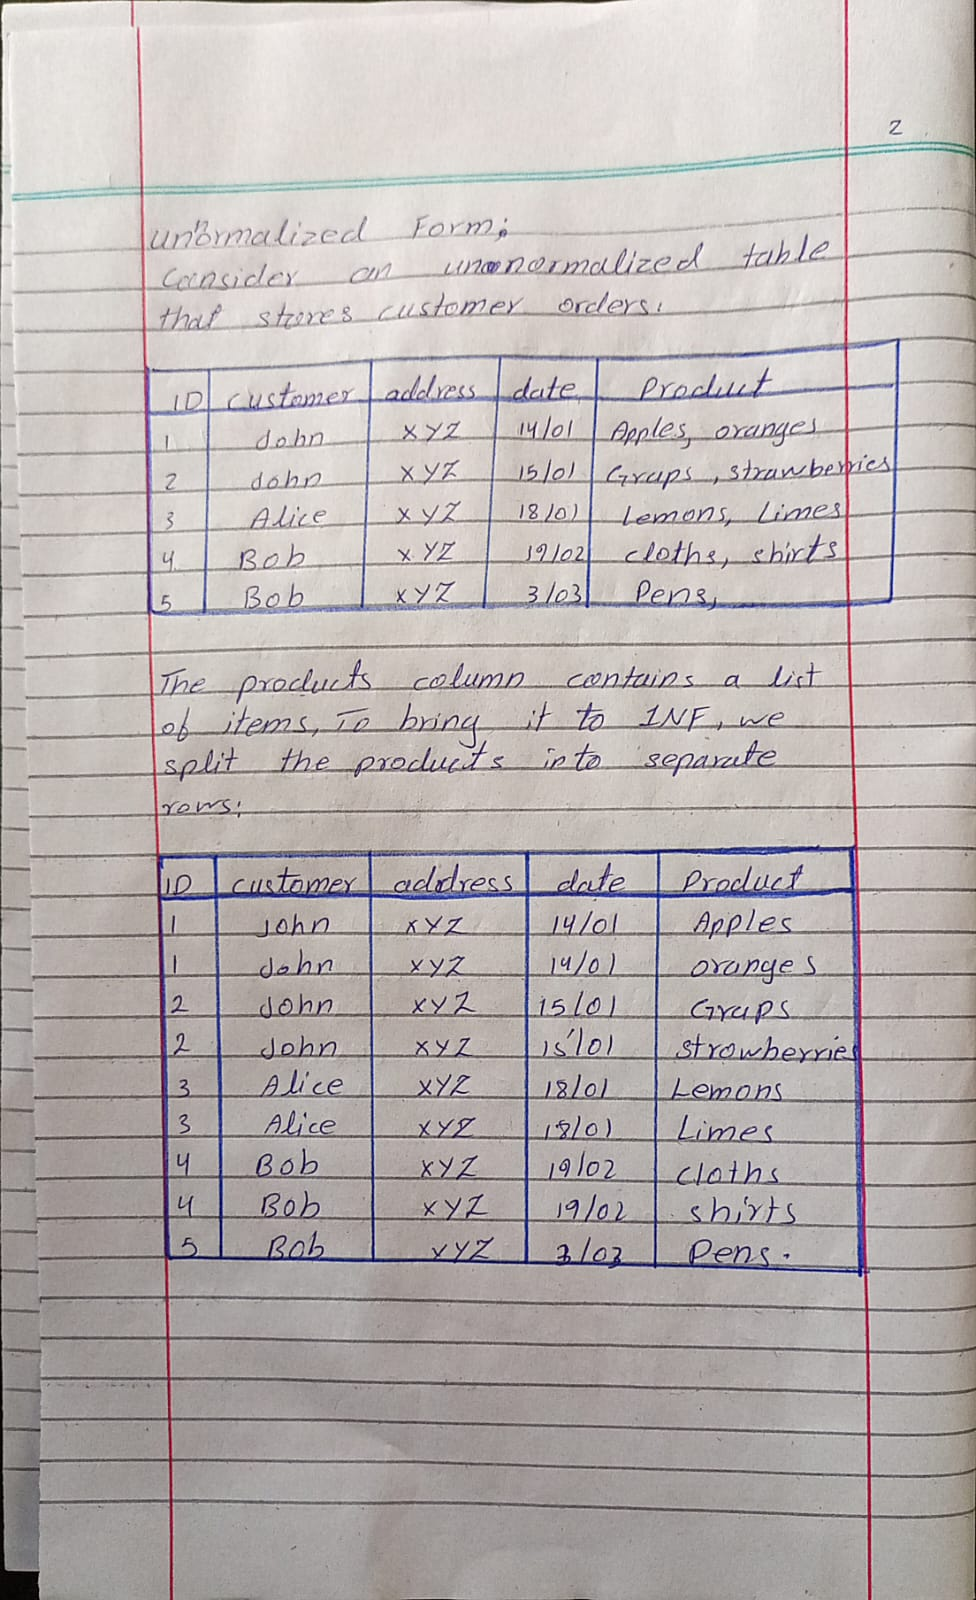 2
unnormalized Form;
Consider an unnormalized table
that stores customer orders:
ID customer address date Product
1 John XYZ 14/01 Apples, oranges
2 John XYZ 15/01 Graps, strawberries
3 Alice XYZ 18/01 Lemons, Limes
4. Bob XYZ 19/02 cloths, shirts
5 Bob XYZ 3/03 Pens,
The products column contains a list
of items, To bring it to 1NF, we
split the products into separate
rows:
ID customer address date Product
1 John XYZ 14/01 Apples
1 John XYZ 14/01 oranges
2 John XYZ 15/01 Graps
2 John XYZ 15/01 strowberries
3 Alice XYZ 18/01 Lemons
3 Alice XYZ 18/01 Limes
4 Bob XYZ 19/02 cloths
4 Bob XYZ 19/02 shirts
5 Bob XYZ 3/03 Pens.